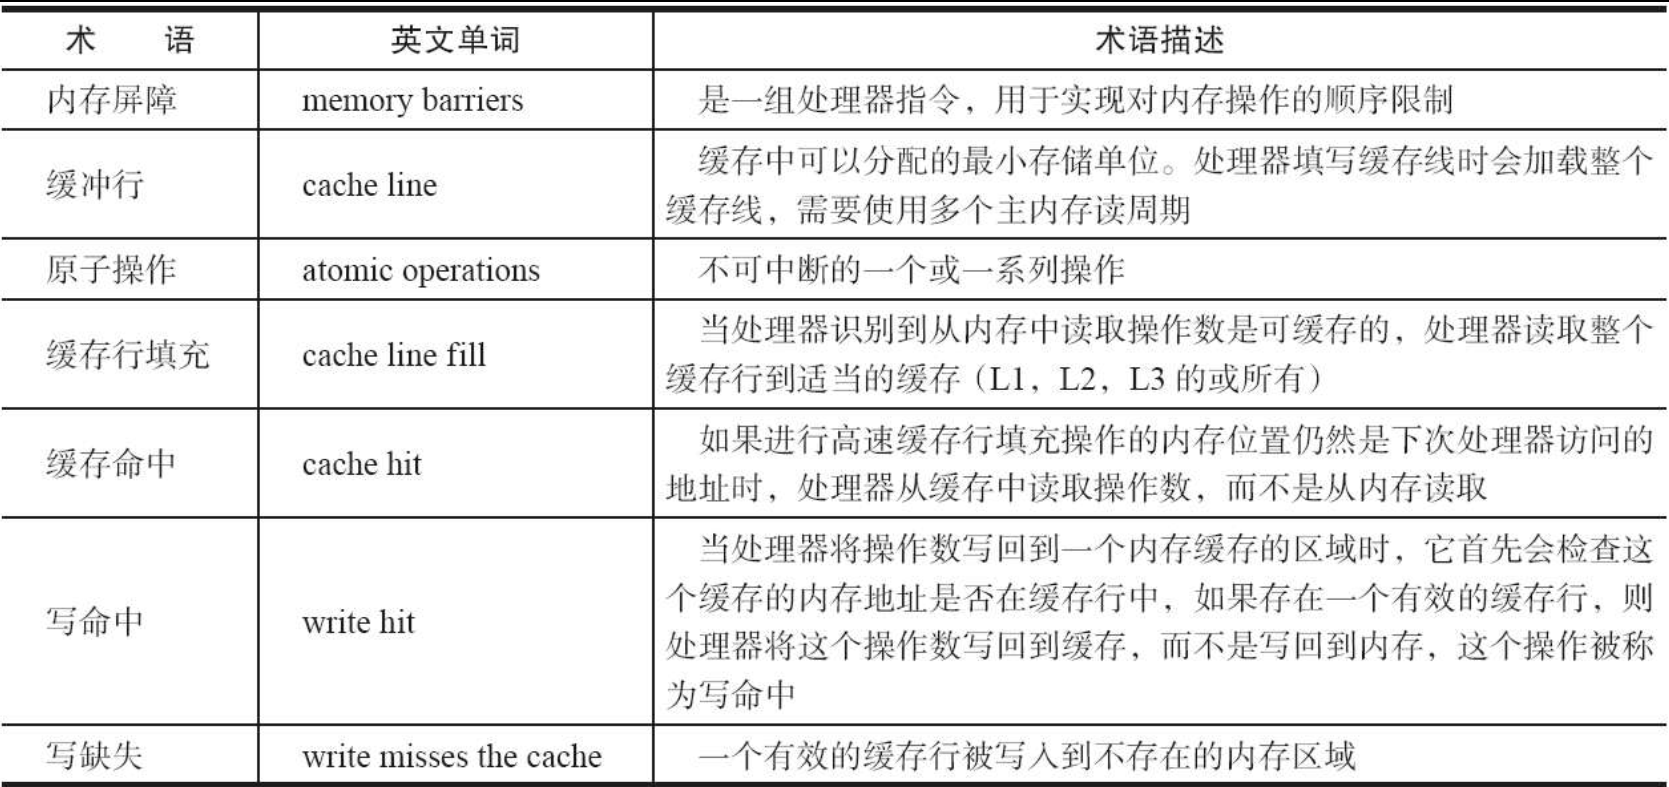 术 语 英文单词 术语描述
内存屏障 memory barriers 是一组处理器指令，用于实现对内存操作的顺序限制
缓冲行 cache line 缓存中可以分配的最小存储单位。处理器填写缓存线时会加载整个
缓存线，需要使用多个主内存读周期
原子操作 atomic operations 不可中断的一个或一系列操作
缓存行填充 cache line fill 当处理器识别到从内存中读取操作数是可缓存的，处理器读取整个
缓存行到适当的缓存（L1，L2，L3 的或所有）
缓存命中 cache hit 如果进行高速缓存行填充操作的内存位置仍然是下次处理器访问的
地址时，处理器从缓存中读取操作数，而不是从内存读取
写命中 write hit 当处理器将操作数写回到一个内存缓存的区域时，它首先会检查这
个缓存的内存地址是否在缓存行中，如果存在一个有效的缓存行，则
处理器将这个操作数写回到缓存，而不是写回到内存，这个操作被称
为写命中
写缺失 write misses the cache 一个有效的缓存行被写入到不存在的内存区域